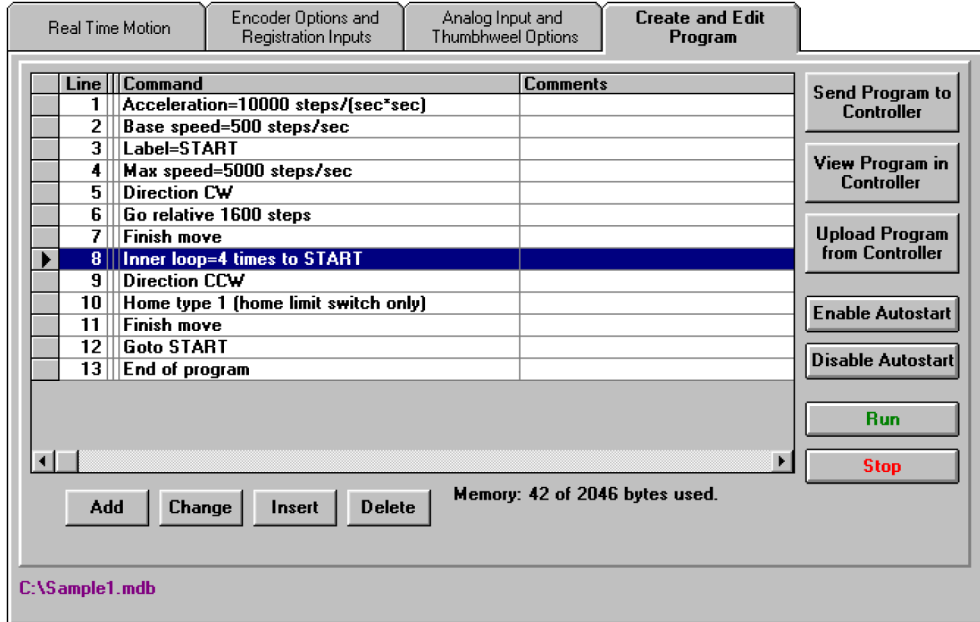 Real Time Motion
Encoder Options and
Registration Inputs
Analog Input and
Thumbhweel Options
Create and Edit
Program
Line Command Comments
1 Acceleration=10000 steps/(sec*sec)
2 Base speed=500 steps/sec
3 Label=START
4 Max speed=5000 steps/sec
5 Direction CW
6 Go relative 1600 steps
7 Finish move
8 Inner loop=4 times to START
9 Direction CCW
10 Home type 1 (home limit switch only)
11 Finish move
12 Goto START
13 End of program
Send Program to
Controller
View Program in
Controller
Upload Program
from Controller
Enable Autostart
Disable Autostart
Run
Stop
Add Change Insert Delete
Memory: 42 of 2046 bytes used.
C:\Sample1.mdb